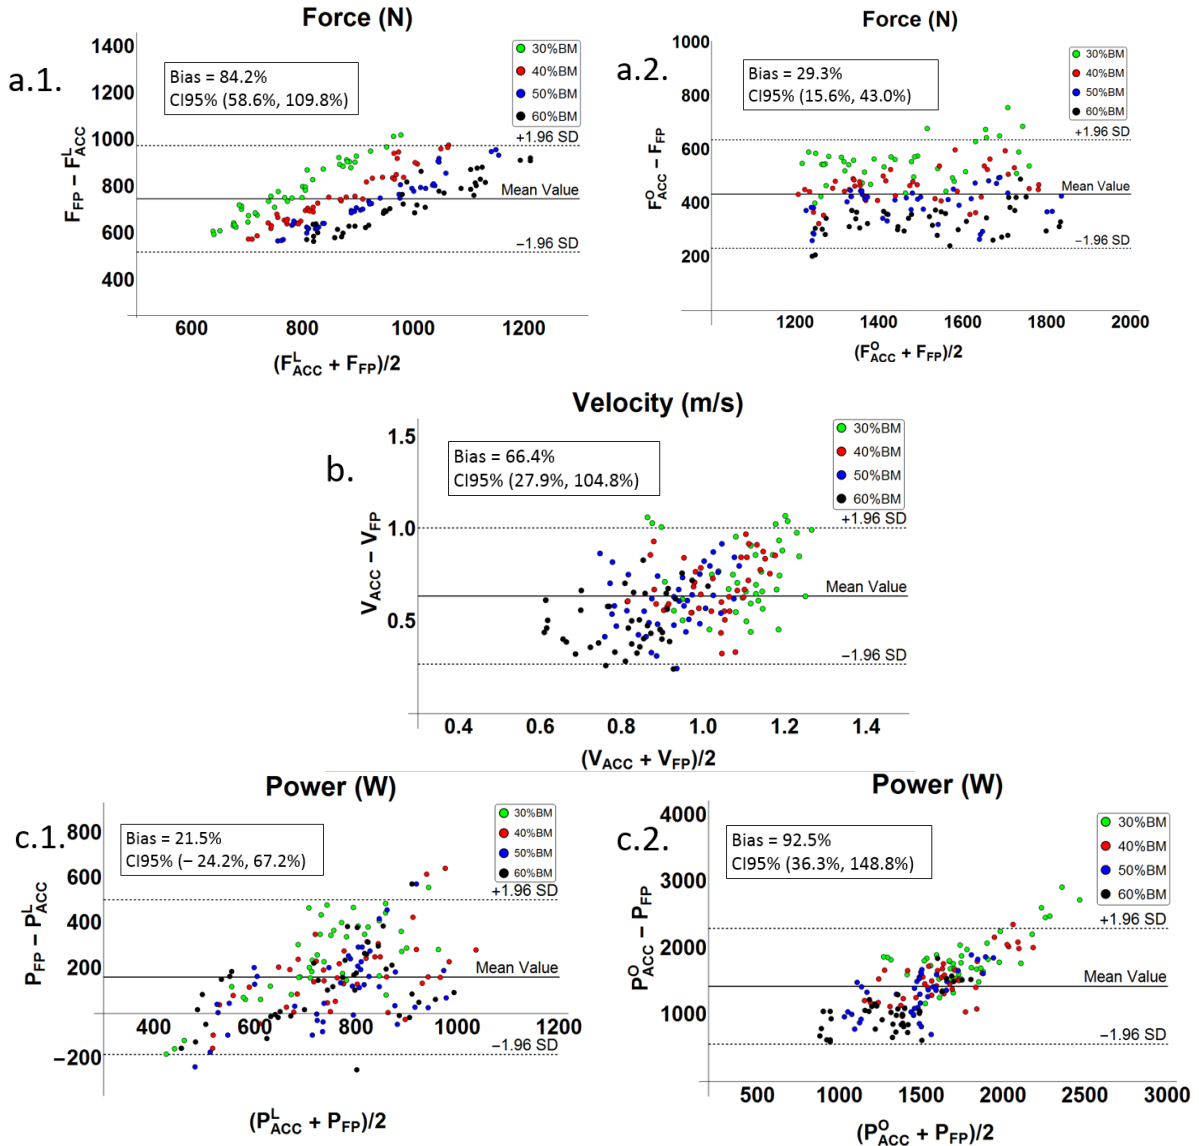 Force (N)
a.1.
1400
1200
1000
800
600
400
F_FP − F^L_ACC
Bias = 84.2%
CI95% (58.6%, 109.8%)
30%BM
40%BM
50%BM
60%BM
+1.96 SD
Mean Value
−1.96 SD
600 800 1000 1200
(F^L_ACC + F_FP)/2
Force (N)
a.2.
1000
800
600
400
200
F^O_ACC − F_FP
Bias = 29.3%
CI95% (15.6%, 43.0%)
30%BM
40%BM
50%BM
60%BM
+1.96 SD
Mean Value
−1.96 SD
1200 1400 1600 1800 2000
(F^O_ACC + F_FP)/2
Velocity (m/s)
b.
1.5
1.0
0.5
V_ACC − V_FP
Bias = 66.4%
CI95% (27.9%, 104.8%)
30%BM
40%BM
50%BM
60%BM
+1.96 SD
Mean Value
−1.96 SD
0.4 0.6 0.8 1.0 1.2 1.4
(V_ACC + V_FP)/2
Power (W)
c.1.
800
600
400
200
−200
P_FP − P^L_ACC
Bias = 21.5%
CI95% (− 24.2%, 67.2%)
30%BM
40%BM
50%BM
60%BM
+1.96 SD
Mean Value
−1.96 SD
400 600 800 1000 1200
(P^L_ACC + P_FP)/2
Power (W)
c.2.
4000
3000
2000
1000
P^O_ACC − P_FP
Bias = 92.5%
CI95% (36.3%, 148.8%)
30%BM
40%BM
50%BM
60%BM
+1.96 SD
Mean Value
−1.96 SD
500 1000 1500 2000 2500 3000
(P^O_ACC + P_FP)/2